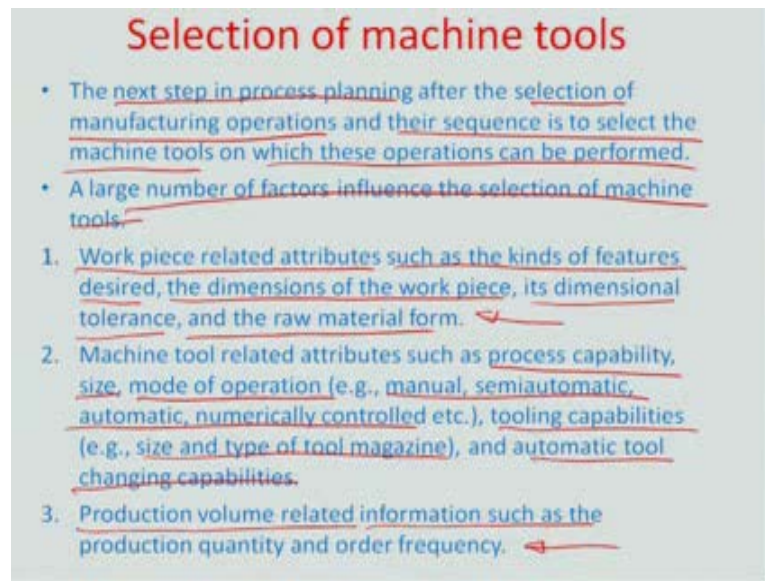 Selection of machine tools
• The next step in process planning after the selection of
manufacturing operations and their sequence is to select the
machine tools on which these operations can be performed.
• A large number of factors influence the selection of machine
tools.
1. Work piece related attributes such as the kinds of features
desired, the dimensions of the work piece, its dimensional
tolerance, and the raw material form.
2. Machine tool related attributes such as process capability,
size, mode of operation (e.g., manual, semiautomatic,
automatic, numerically controlled etc.), tooling capabilities
(e.g., size and type of tool magazine), and automatic tool
changing capabilities.
3. Production volume related information such as the
production quantity and order frequency.